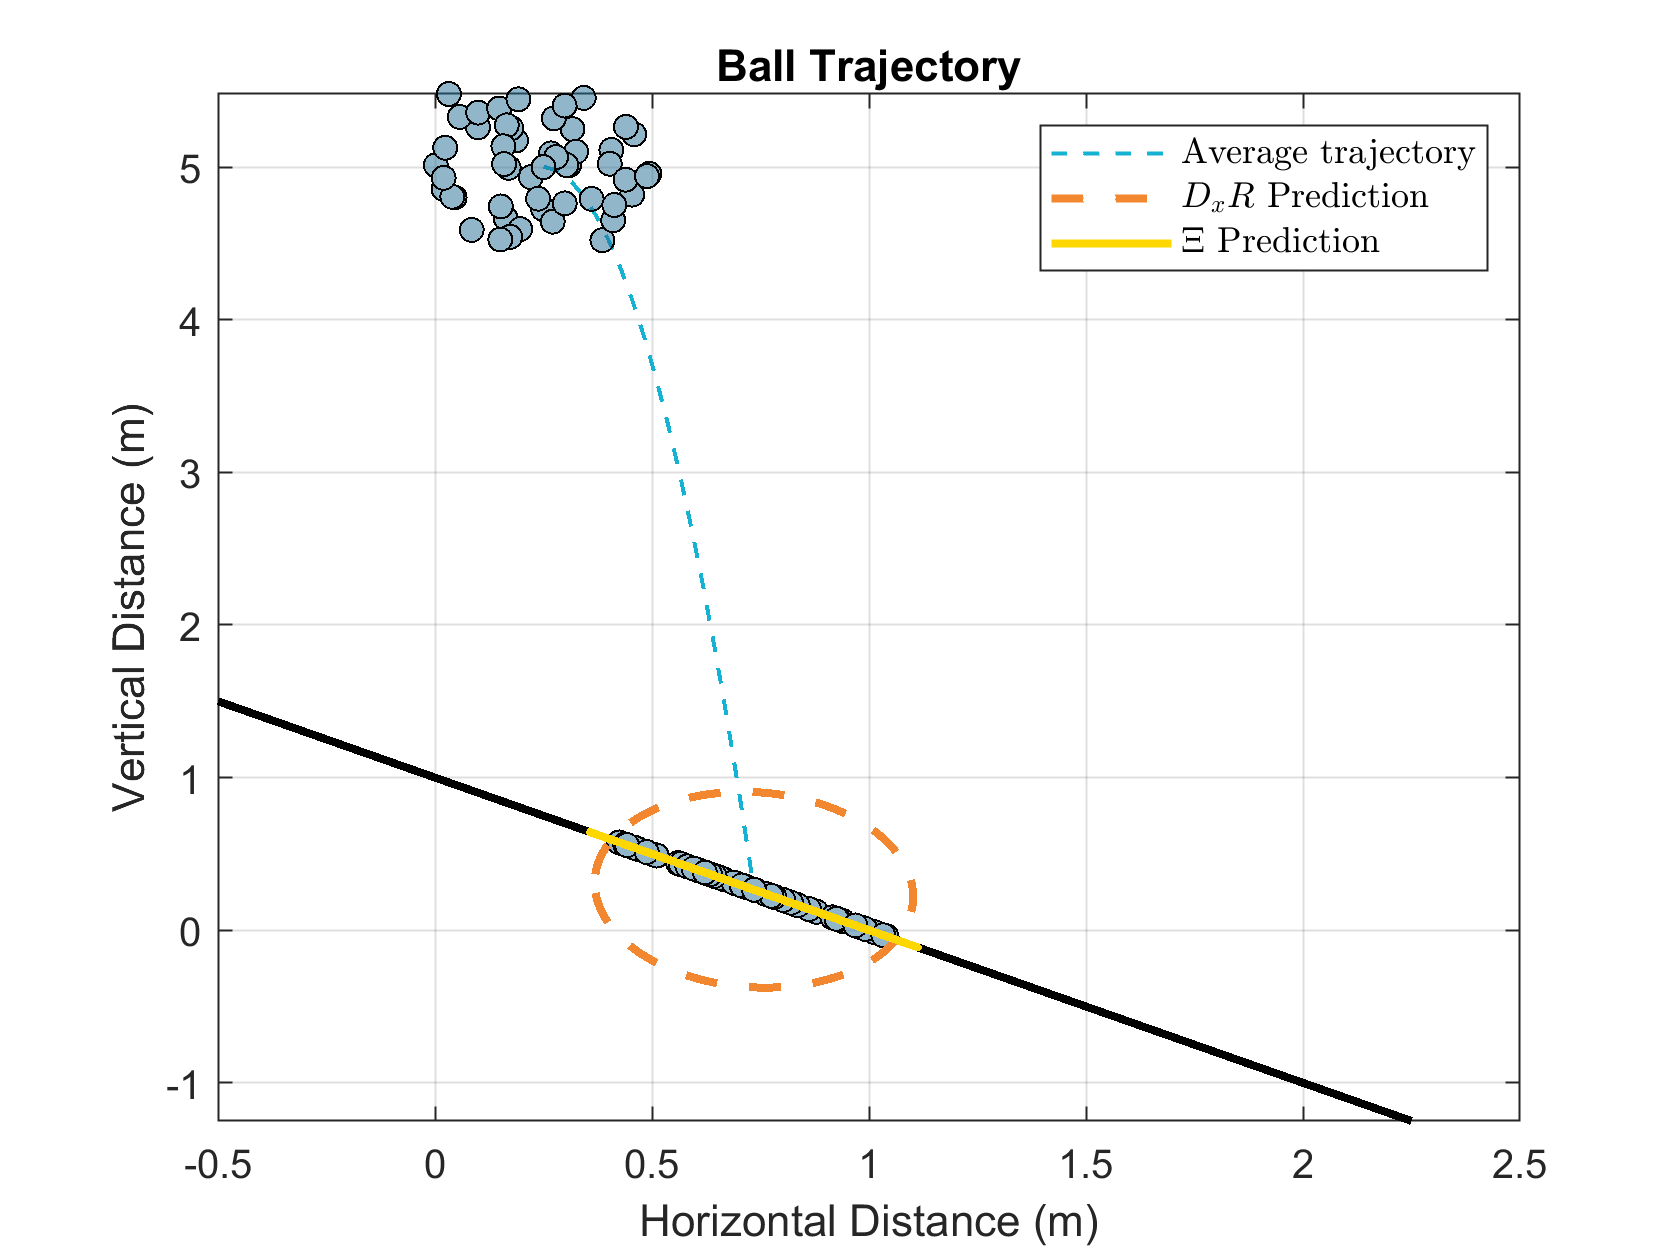 Ball Trajectory
Average trajectory
DₓR Prediction
Ξ Prediction
Vertical Distance (m)
5
4
3
2
1
0
-1
-0.5 0 0.5 1 1.5 2 2.5
Horizontal Distance (m)